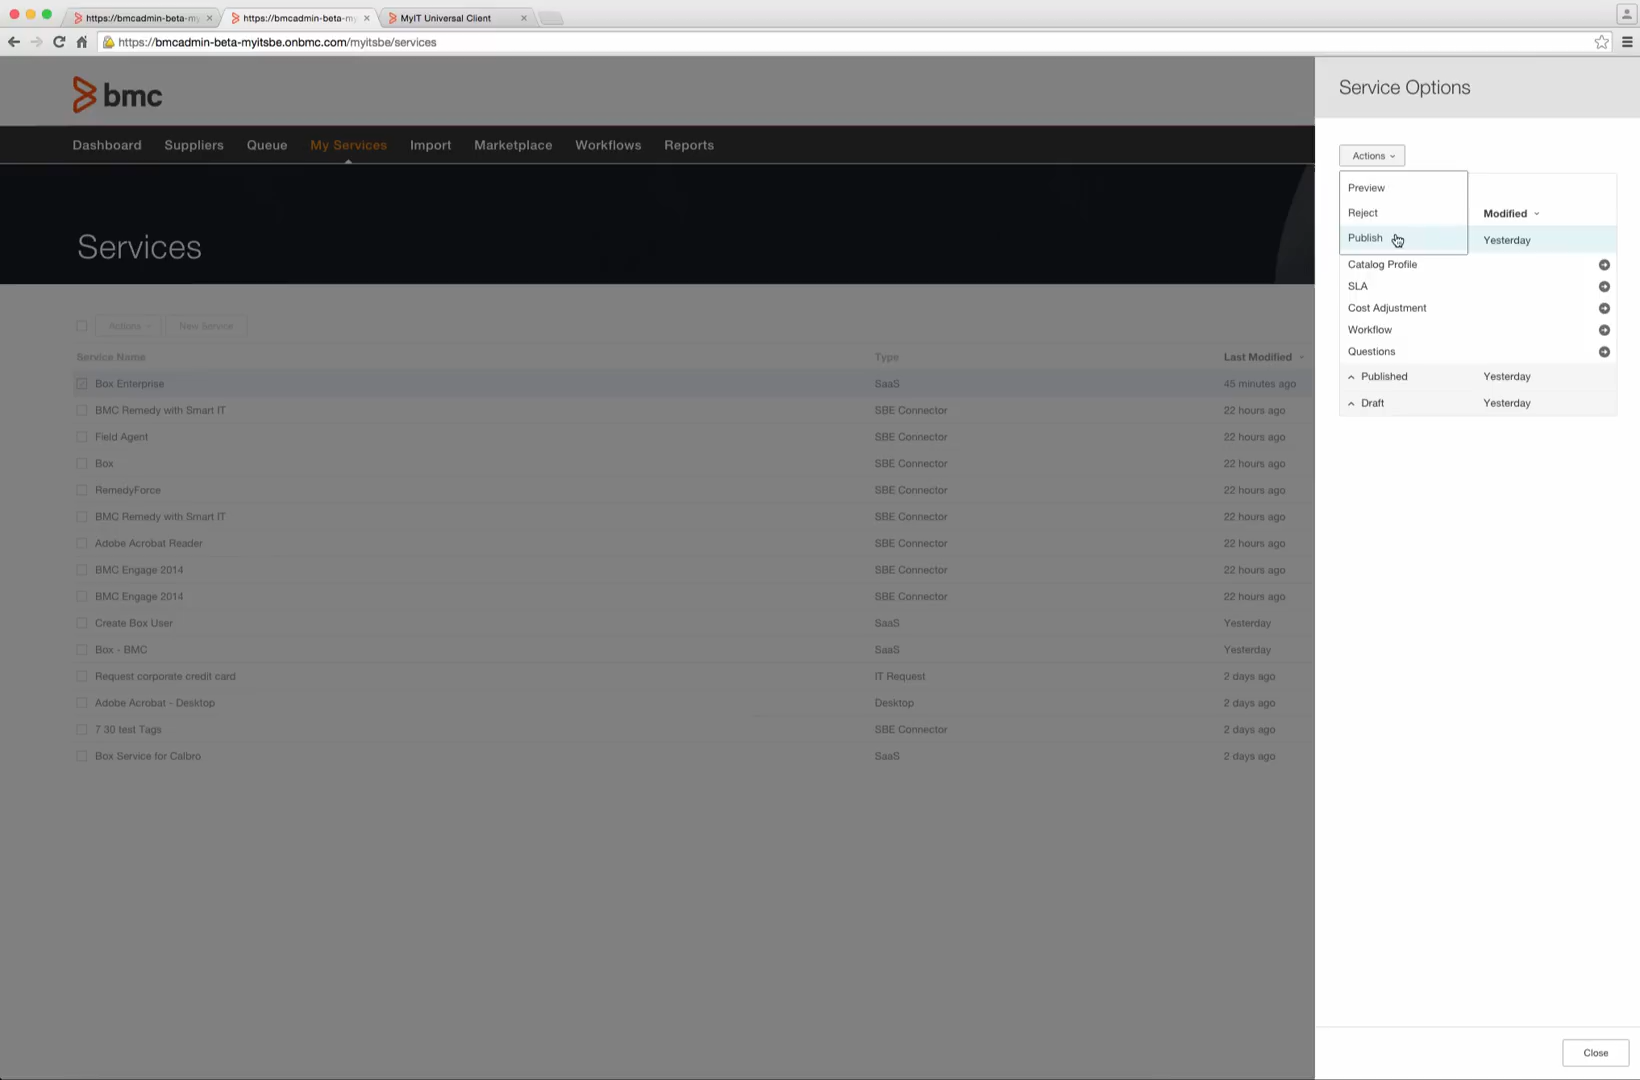 https://bmcadmin-beta-my
https://bmcadmin-beta-my
MyIT Universal Client
https://bmcadmin-beta-myitsbe.onbmc.com/myitsbe/services
bmc
Service Options
Dashboard Suppliers Queue My Services Import Marketplace Workflows Reports
Actions
Preview
Reject
Modified
Publish
Yesterday
Services
Catalog Profile
SLA
Cost Adjustment
Workflow
Questions
Published Yesterday
Draft Yesterday
Actions New Service
Service Name Type Last Modified
Box Enterprise SaaS 45 minutes ago
BMC Remedy with Smart IT SBE Connector 22 hours ago
Field Agent SBE Connector 22 hours ago
Box SBE Connector 22 hours ago
RemedyForce SBE Connector 22 hours ago
BMC Remedy with Smart IT SBE Connector 22 hours ago
Adobe Acrobat Reader SBE Connector 22 hours ago
BMC Engage 2014 SBE Connector 22 hours ago
BMC Engage 2014 SBE Connector 22 hours ago
Create Box User SaaS Yesterday
Box - BMC SaaS Yesterday
Request corporate credit card IT Request 2 days ago
Adobe Acrobat - Desktop Desktop 2 days ago
7 30 test Tags SBE Connector 2 days ago
Box Service for Calbro SaaS 2 days ago
Close